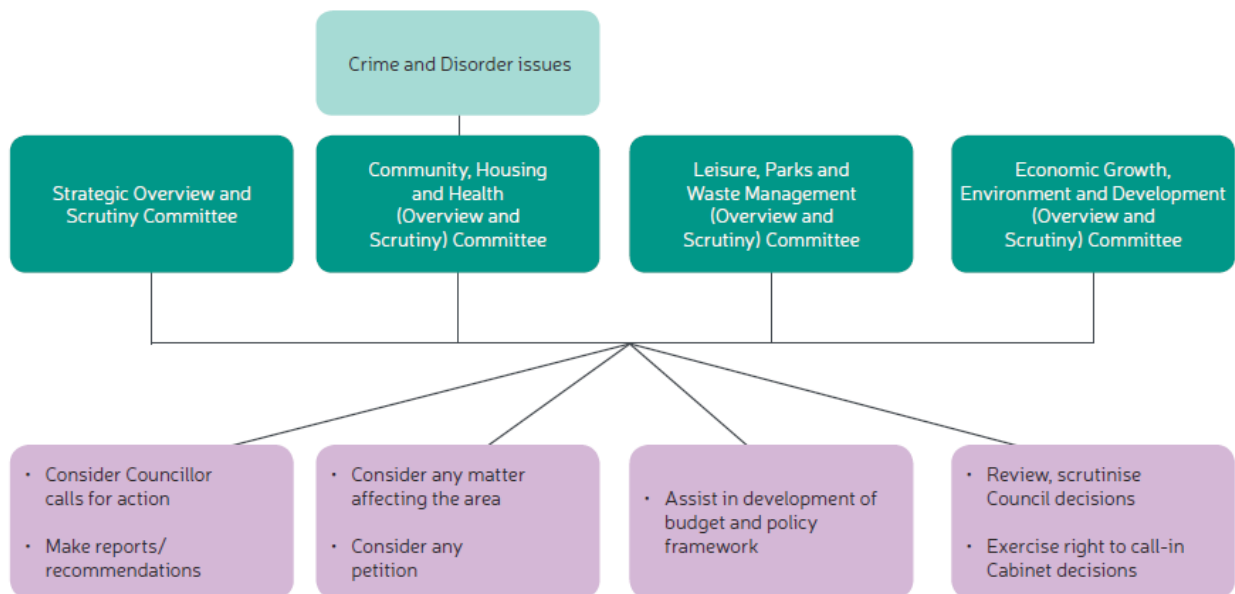 Crime and Disorder issues
Strategic Overview and
Scrutiny Committee
Community, Housing
and Health
(Overview and
Scrutiny) Committee
Leisure, Parks and
Waste Management
(Overview and
Scrutiny) Committee
Economic Growth,
Environment and Development
(Overview and
Scrutiny) Committee
• Consider Councillor
calls for action
• Make reports/
recommendations
• Consider any matter
affecting the area
• Consider any
petition
• Assist in development of
budget and policy
framework
• Review, scrutinise
Council decisions
• Exercise right to call-in
Cabinet decisions